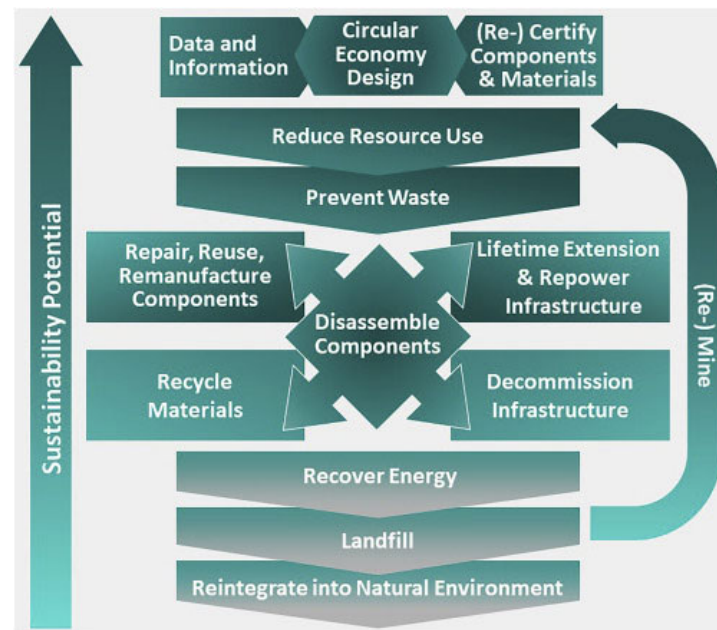 Data and
Information
Circular
Economy
Design
(Re-) Certify
Components
& Materials
Reduce Resource Use
Prevent Waste
Repair, Reuse,
Remanufacture
Components
Lifetime Extension
& Repower
Infrastructure
Disassemble
Components
Recycle
Materials
Decommission
Infrastructure
Recover Energy
Landfill
Reintegrate into Natural Environment
Sustainability Potential
(Re-) Mine